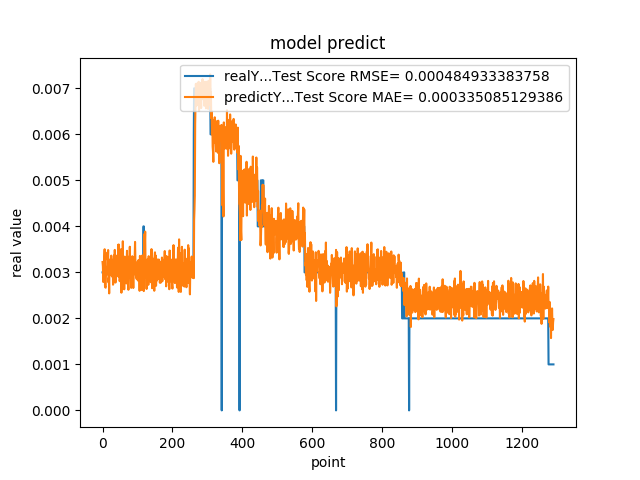 model predict
realY...Test Score RMSE= 0.000484933383758
predictY...Test Score MAE= 0.000335085129386
0.007
0.006
0.005
0.004
0.003
0.002
0.001
0.000
real value
0 200 400 600 800 1000 1200
point